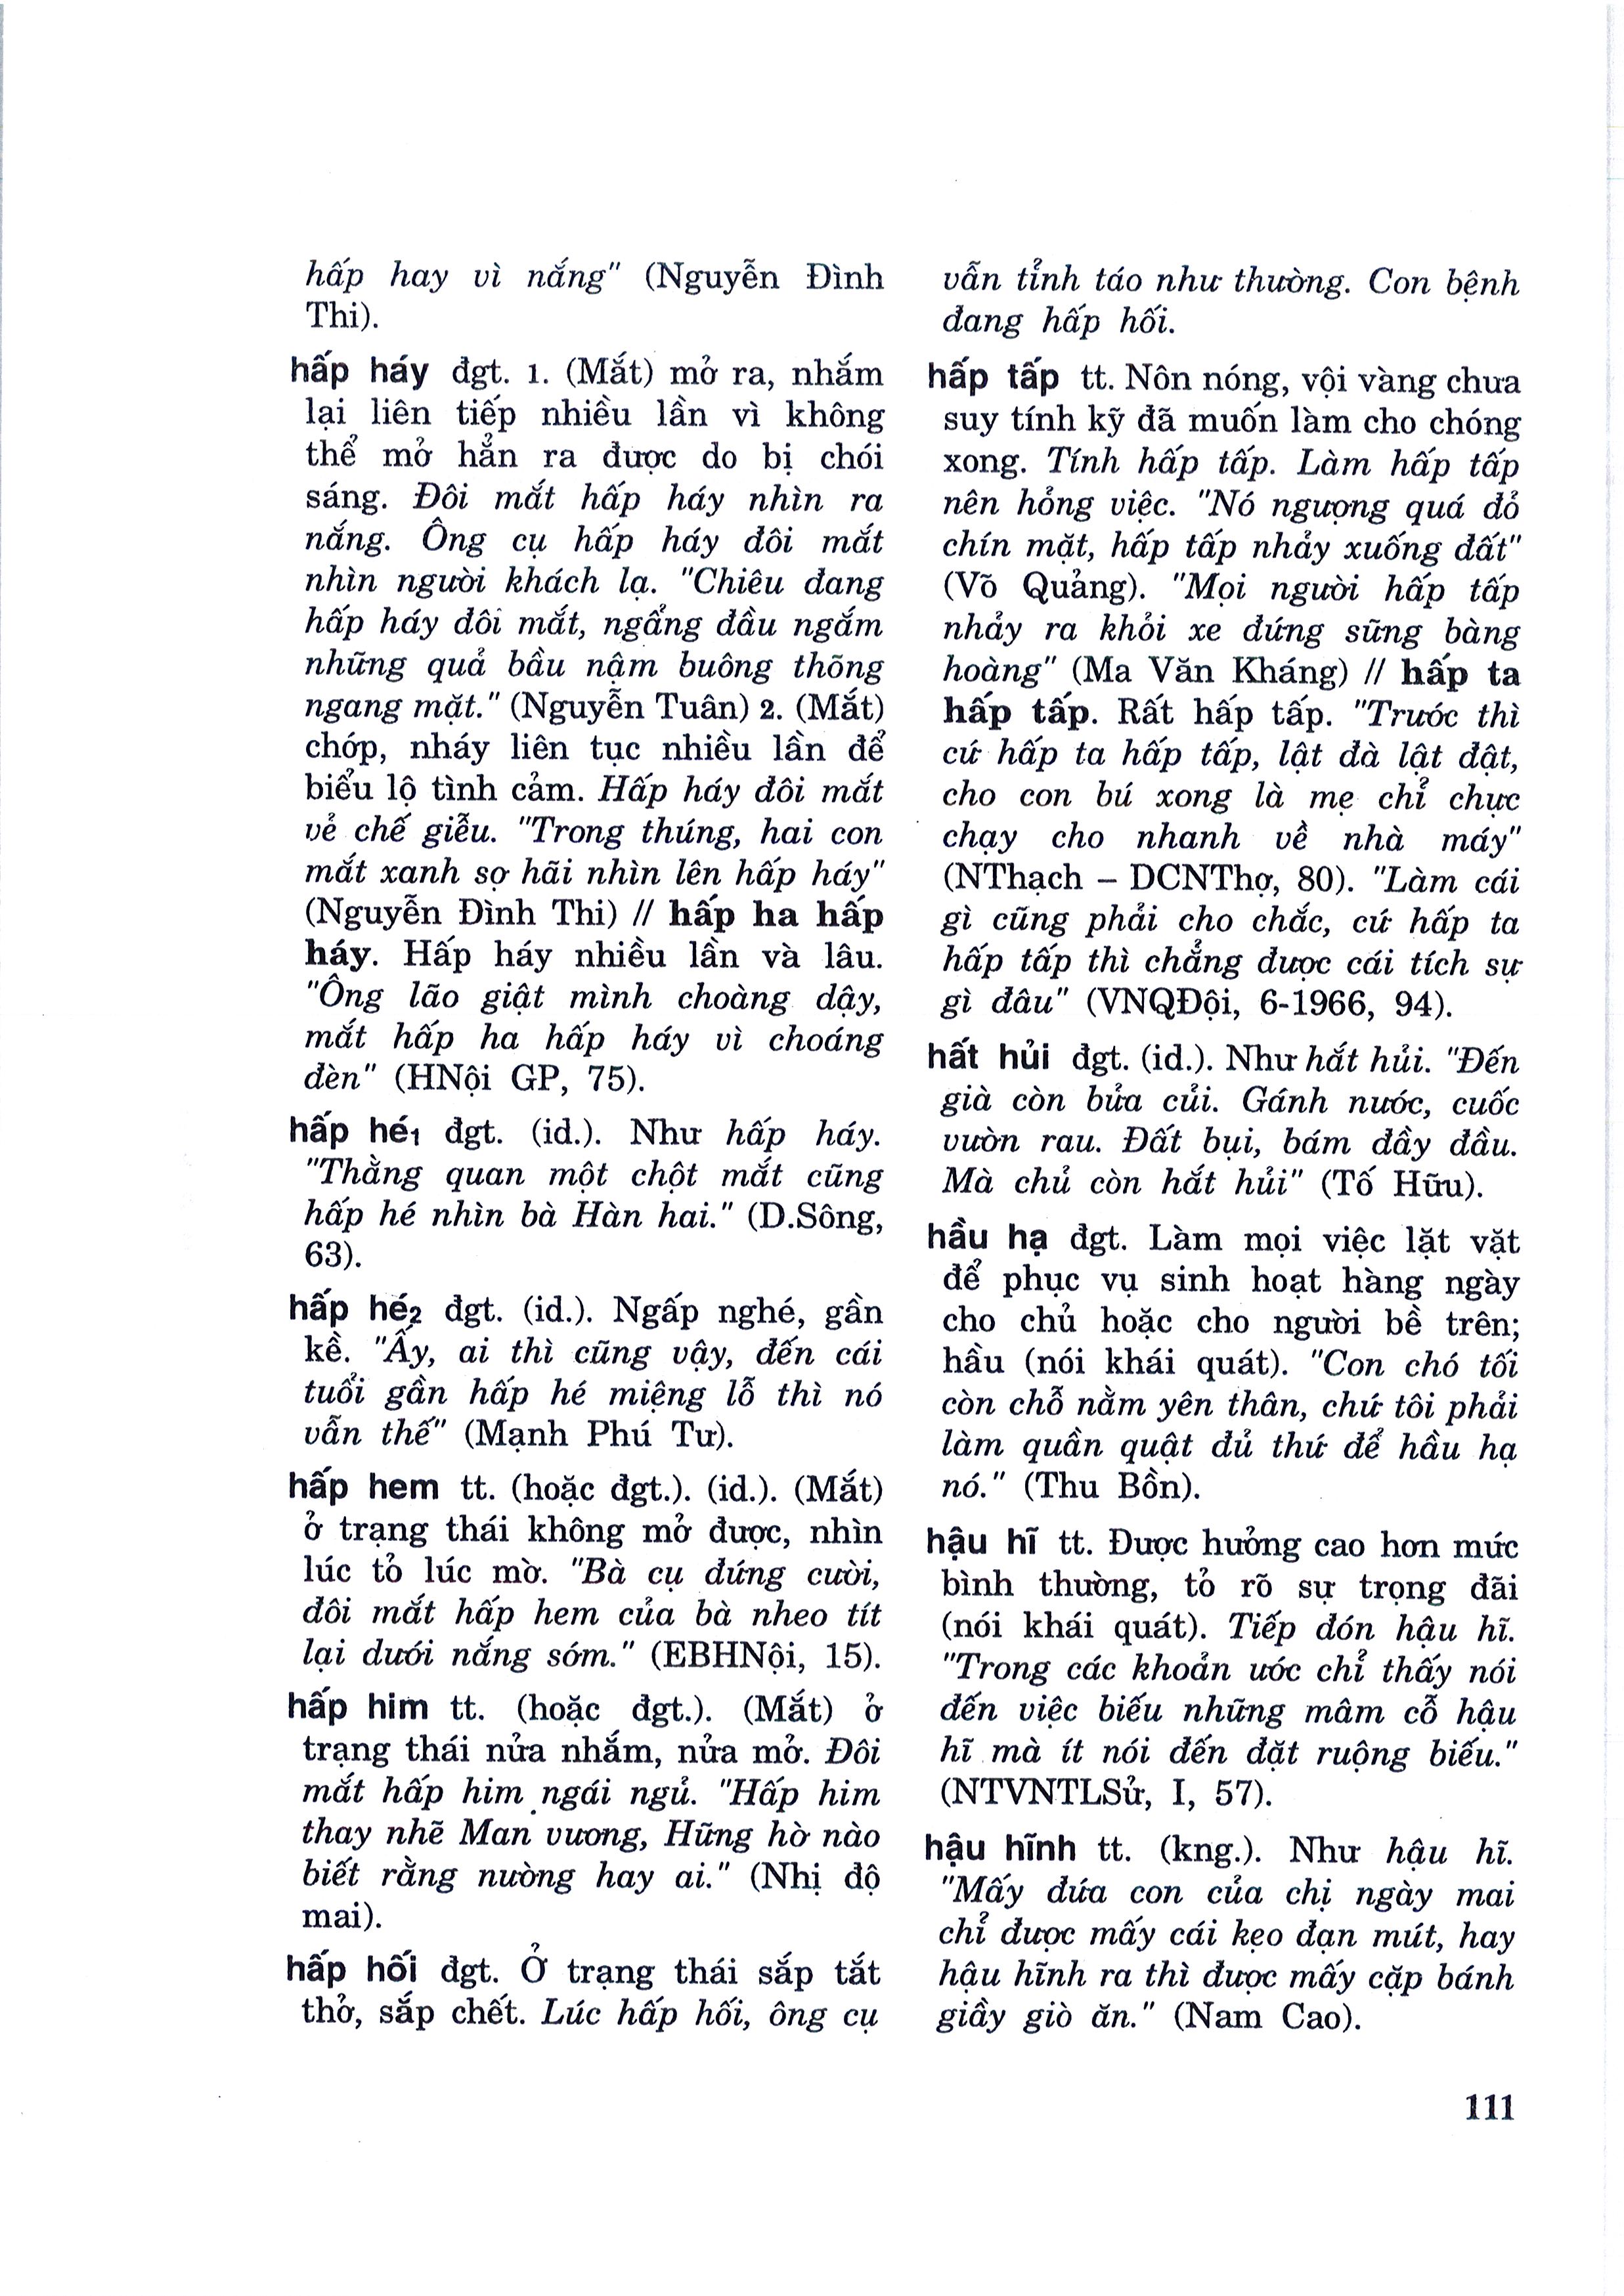 hấp hay vì nắng" (Nguyễn Đình
Thi).
hấp háy đgt. 1. (Mắt) mở ra, nhắm
lại liên tiếp nhiều lần vì không
thể mở hẳn ra được do bị chói
sáng. Đôi mắt hấp háy nhìn ra
nắng. Ông cụ hấp háy đôi mắt
nhìn người khách lạ. "Chiêu đang
hấp háy đôi mắt, ngẩng đầu ngắm
những quả bầu nậm buông thõng
ngang mặt." (Nguyễn Tuân) 2. (Mắt)
chớp, nháy liên tục nhiều lần để
biểu lộ tình cảm. Hấp háy đôi mắt
vẻ chế giễu. "Trong thúng, hai con
mắt xanh sợ hãi nhìn lên hấp háy"
(Nguyễn Đình Thi) // hấp ha hấp
háy. Hấp háy nhiều lần và lâu.
"Ông lão giật mình choàng dậy,
mắt hấp ha hấp háy vì choáng
đèn" (HNội GP, 75).
hấp hé1 đgt. (id.). Như hấp háy.
"Thằng quan một chột mắt cũng
hấp hé nhìn bà Hàn hai." (D.Sông,
63).
hấp hé2 đgt. (id.). Ngấp nghé, gần
kề. "Ấy, ai thì cũng vậy, đến cái
tuổi gần hấp hé miệng lỗ thì nó
vẫn thế" (Mạnh Phú Tư).
hấp hem tt. (hoặc đgt.). (id.). (Mắt)
ở trạng thái không mở được, nhìn
lúc tỏ lúc mờ. "Bà cụ đứng cười,
đôi mắt hấp hem của bà nheo tít
lại dưới nắng sớm." (EBHNội, 15).
hấp him tt. (hoặc đgt.). (Mắt) ở
trạng thái nửa nhắm, nửa mở. Đôi
mắt hấp him ngái ngủ. "Hấp him
thay nhẽ Man vương, Hững hờ nào
biết rằng nường hay ai." (Nhị độ
mai).
hấp hối đgt. Ở trạng thái sắp tắt
thở, sắp chết. Lúc hấp hối, ông cụ
vẫn tỉnh táo như thường. Con bệnh
đang hấp hối.
hấp tấp tt. Nôn nóng, vội vàng chưa
suy tính kỹ đã muốn làm cho chóng
xong. Tính hấp tấp. Làm hấp tấp
nên hỏng việc. "Nó ngượng quá đỏ
chín mặt, hấp tấp nhảy xuống đất"
(Võ Quảng). "Mọi người hấp tấp
nhảy ra khỏi xe đứng sững bàng
hoàng" (Ma Văn Kháng) // hấp ta
hấp tấp. Rất hấp tấp. "Trước thì
cứ hấp ta hấp tấp, lật đà lật đật,
cho con bú xong là mẹ chỉ chực
chạy cho nhanh về nhà máy"
(NThạch – DCNThợ, 80). "Làm cái
gì cũng phải cho chắc, cứ hấp ta
hấp tấp thì chẳng được cái tích sự
gì đâu" (VNQĐội, 6-1966, 94).
hất hủi đgt. (id.). Như hắt hủi. "Đến
già còn bửa củi. Gánh nước, cuốc
vườn rau. Đất bụi, bám đầy đầu.
Mà chủ còn hắt hủi" (Tố Hữu).
hầu hạ đgt. Làm mọi việc lặt vặt
để phục vụ sinh hoạt hàng ngày
cho chủ hoặc cho người bề trên;
hầu (nói khái quát). "Con chó tối
còn chỗ nằm yên thân, chứ tôi phải
làm quần quật đủ thứ để hầu hạ
nó." (Thu Bồn).
hậu hĩ tt. Được hưởng cao hơn mức
bình thường, tỏ rõ sự trọng đãi
(nói khái quát). Tiếp đón hậu hĩ.
"Trong các khoản ước chỉ thấy nói
đến việc biếu những mâm cỗ hậu
hĩ mà ít nói đến đặt ruộng biếu."
(NTVNTLSử, I, 57).
hậu hĩnh tt. (kng.). Như hậu hĩ.
"Mấy đứa con của chị ngày mai
chỉ được mấy cái kẹo đạn mút, hay
hậu hĩnh ra thì được mấy cặp bánh
giầy giò ăn." (Nam Cao).
111